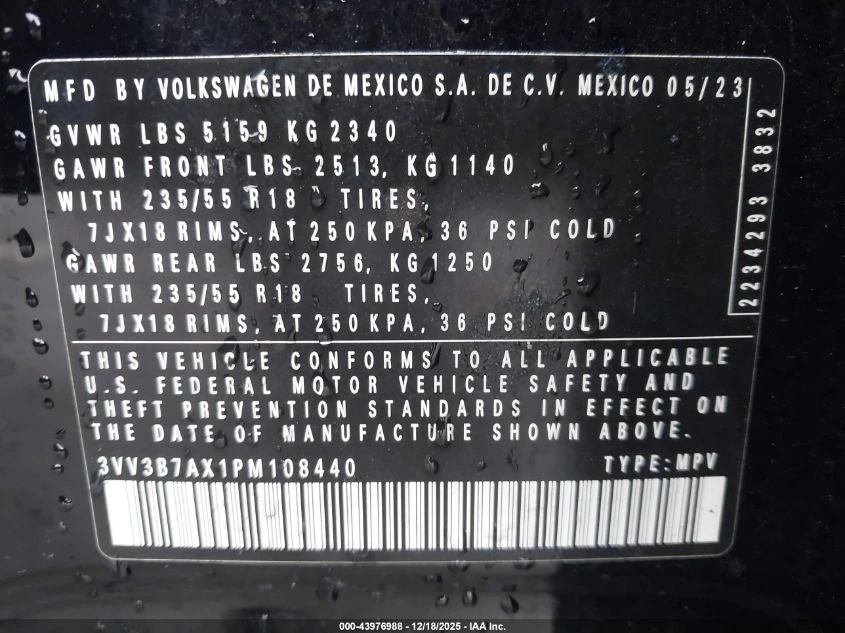 MFD BY VOLKSWAGEN DE MEXICO S.A. DE C.V. MEXICO 05/23
GVWR LBS 5159 KG 2340
GAWR FRONT LBS 2513, KG 1140
WITH 235/55 R18 TIRES,
7JX18 RIMS, AT 250 KPA, 36 PSI COLD
GAWR REAR LBS 2756, KG 1250
WITH 235/55 R18 TIRES,
7JX18 RIMS, AT 250 KPA, 36 PSI COLD
2234293 3832
THIS VEHICLE CONFORMS TO ALL APPLICABLE
U.S. FEDERAL MOTOR VEHICLE SAFETY AND
THEFT PREVENTION STANDARDS IN EFFECT ON
THE DATE OF MANUFACTURE SHOWN ABOVE.
3VV3B7AX1PM108440 TYPE: MPV
000-43976988 - 12/18/2025 - IAA Inc.